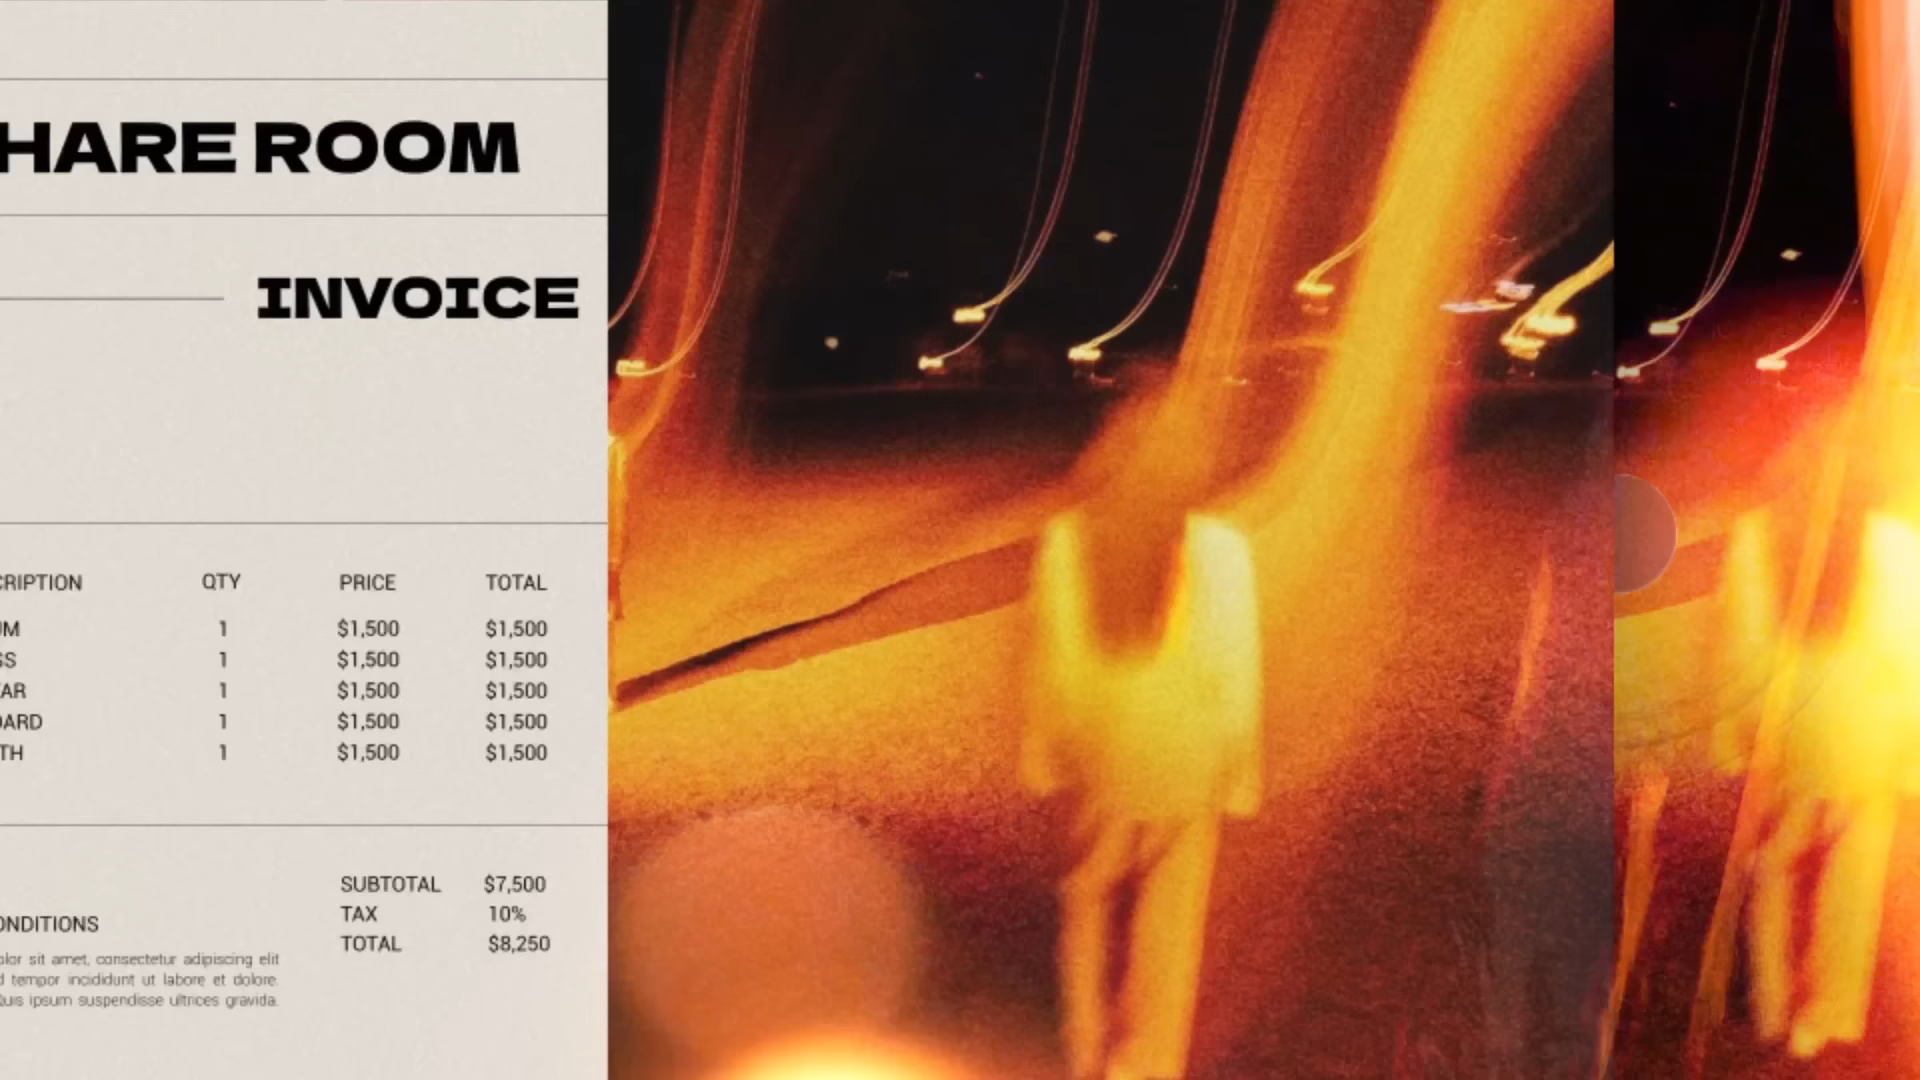 HARE ROOM
INVOICE
CRIPTION QTY PRICE TOTAL
UM 1 $1,500 $1,500
SS 1 $1,500 $1,500
AR 1 $1,500 $1,500
OARD 1 $1,500 $1,500
TH 1 $1,500 $1,500
SUBTOTAL $7,500
TAX 10%
TOTAL $8,250
ONDITIONS
olor sit amet, consectetur adipiscing elit
d tempor incididunt ut labore et dolore.
Quis ipsum suspendisse ultrices gravida.